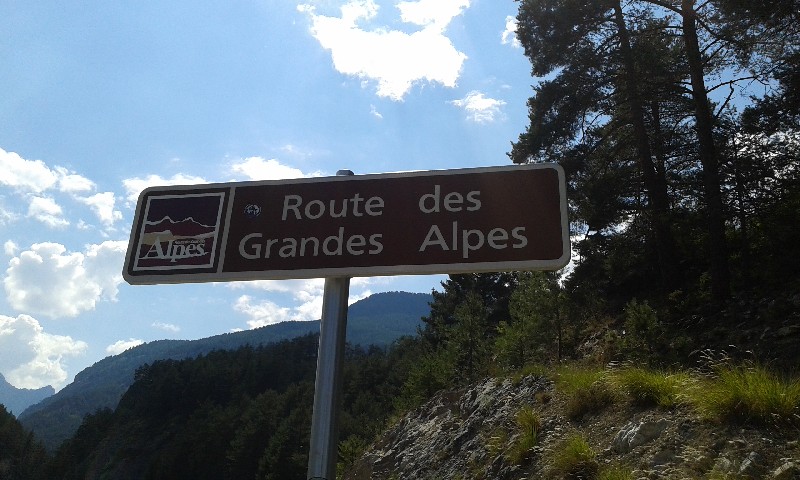 Route des
Grandes Alpes
Alpes